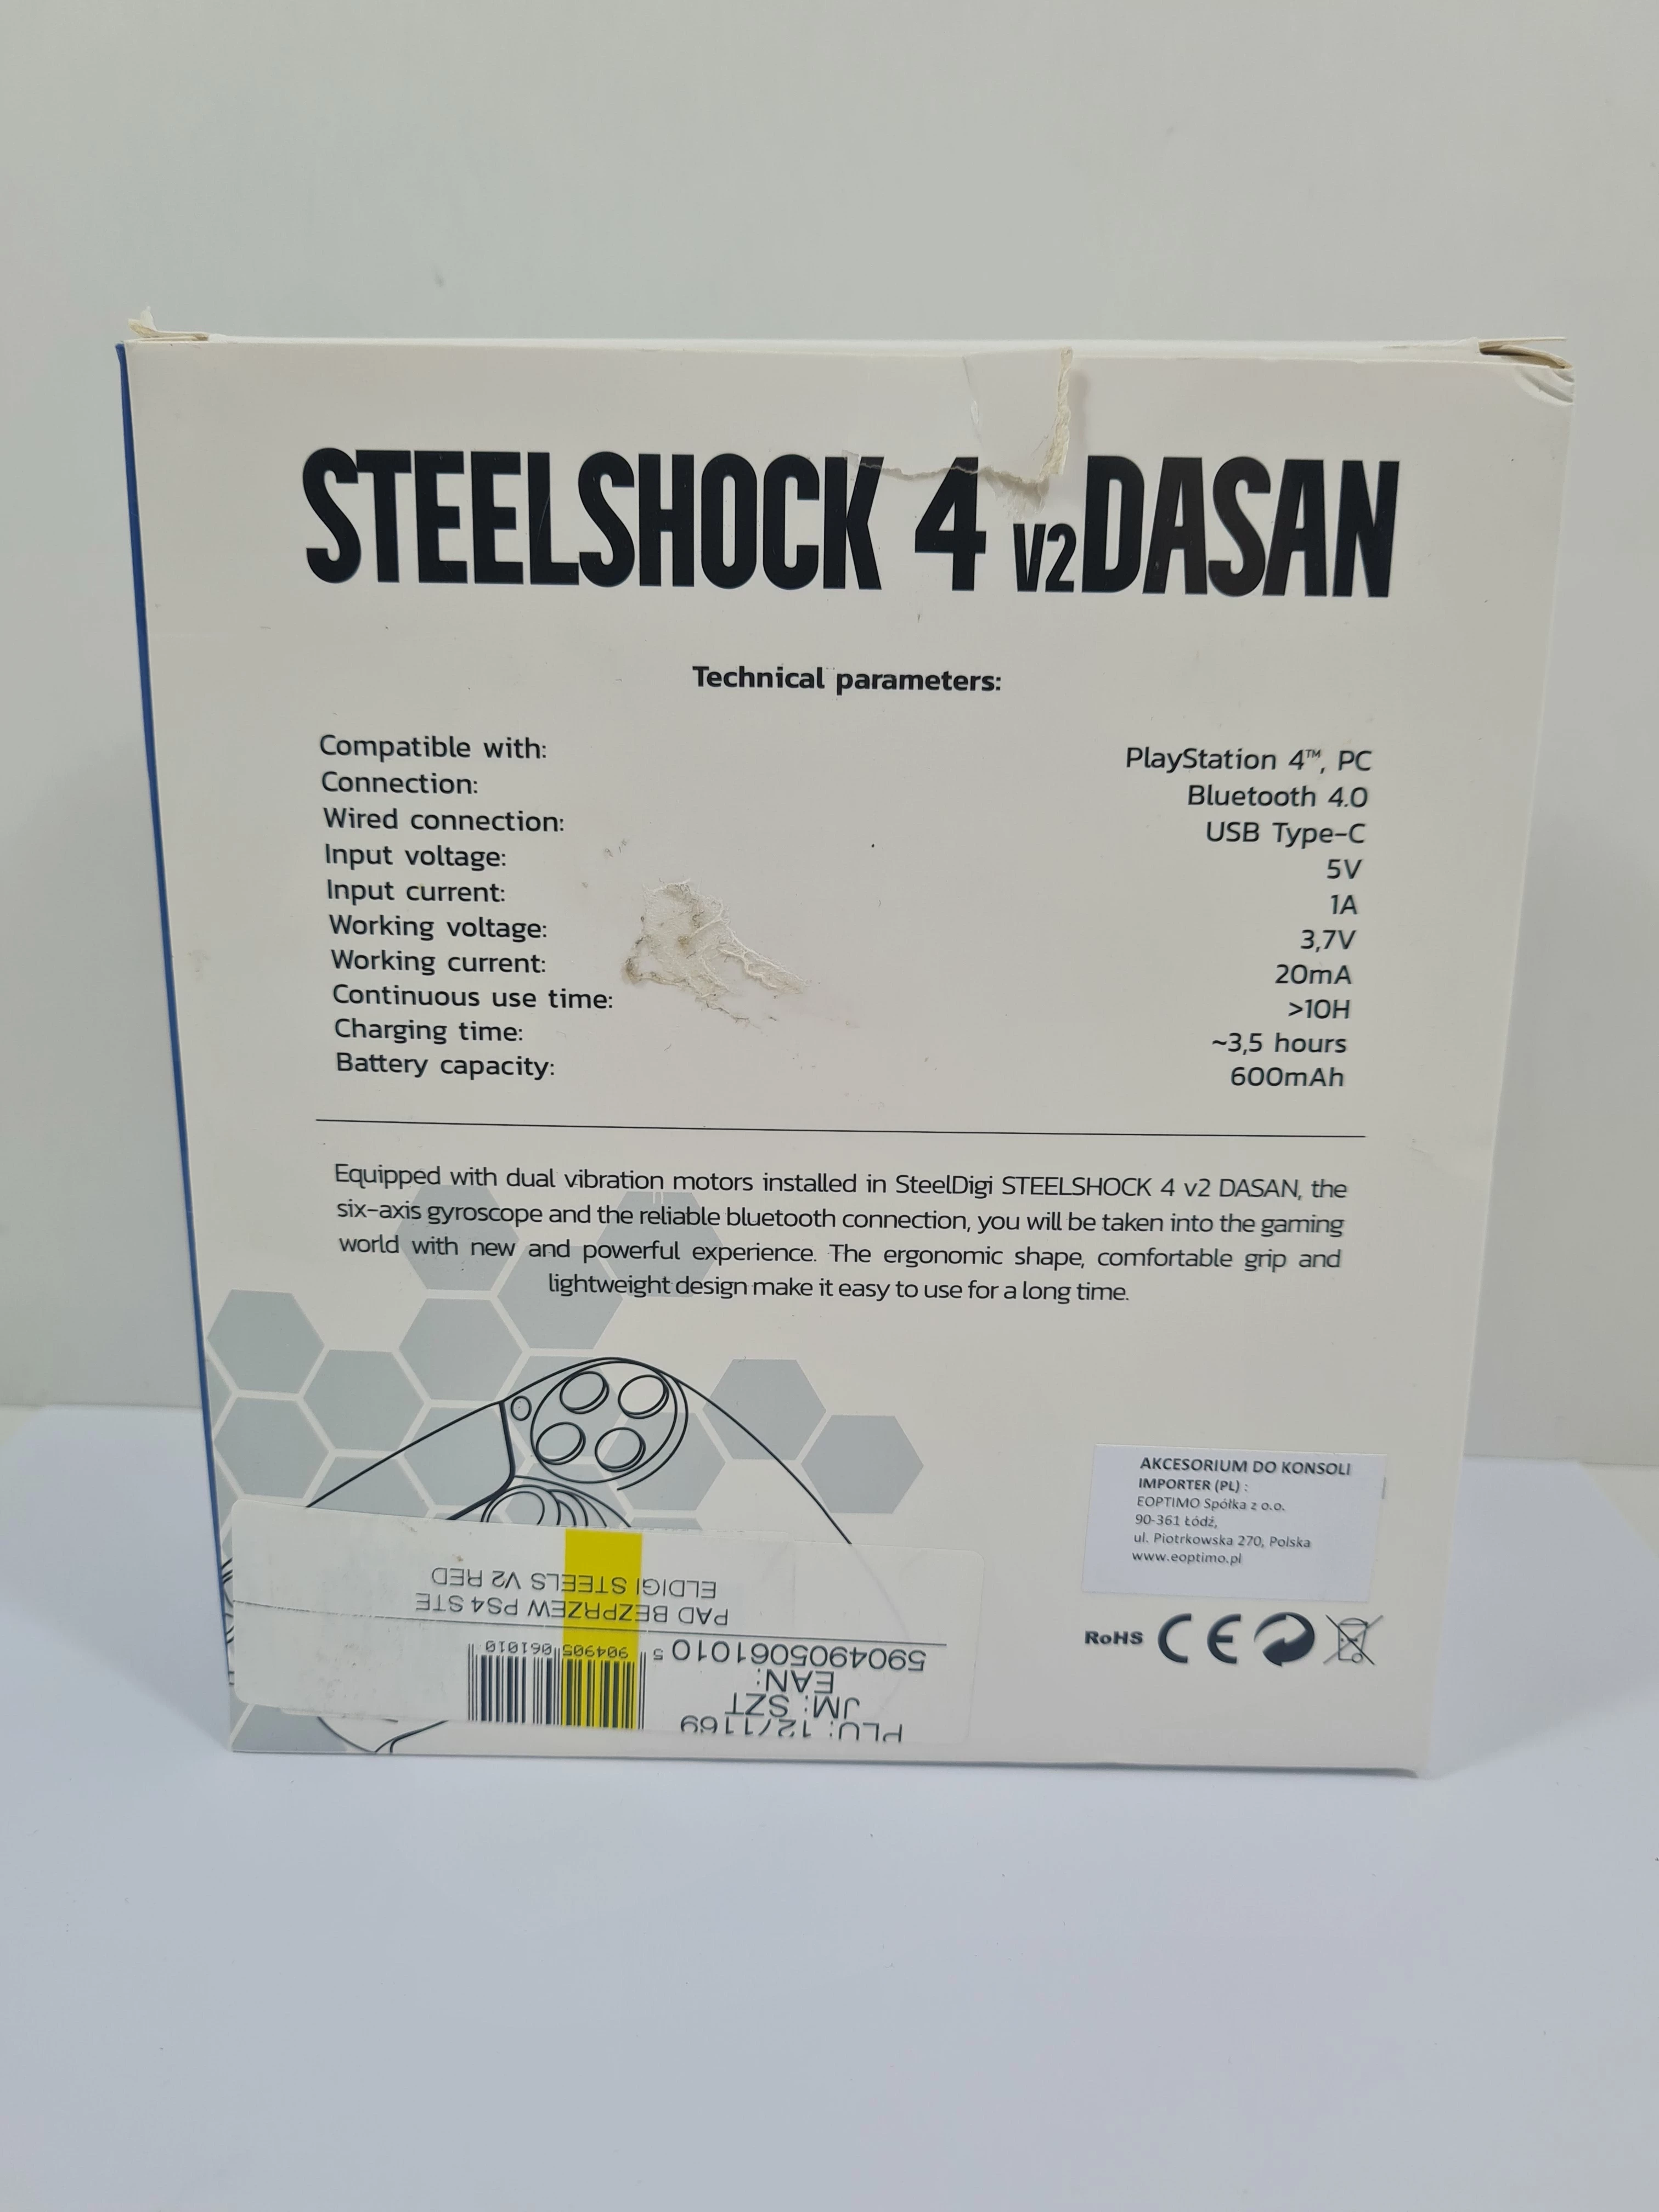 STEELSHOCK 4 V2 DASAN
Technical parameters:
Compatible with: PlayStation 4™, PC
Connection: Bluetooth 4.0
Wired connection: USB Type-C
Input voltage: 5V
Input current: 1A
Working voltage: 3,7V
Working current: 20mA
Continuous use time: >10H
Charging time: ~3,5 hours
Battery capacity: 600mAh
Equipped with dual vibration motors installed in SteelDigi STEELSHOCK 4 v2 DASAN, the
six-axis gyroscope and the reliable bluetooth connection, you will be taken into the gaming
world with new and powerful experience. The ergonomic shape, comfortable grip and
lightweight design make it easy to use for a long time.
AKCESORIUM DO KONSOLI
IMPORTER (PL) :
EOPTIMO Spółka z o.o.
90-361 Łódź,
ul. Piotrkowska 270, Polska
www.eoptimo.pl
RoHS CE
PLU: 12/1169
JM: SZT
EAN:
5904905061010
5 904905 061010
PAD BEZPRZEW PS4 STE
ELDIGI STEELS V2 RED